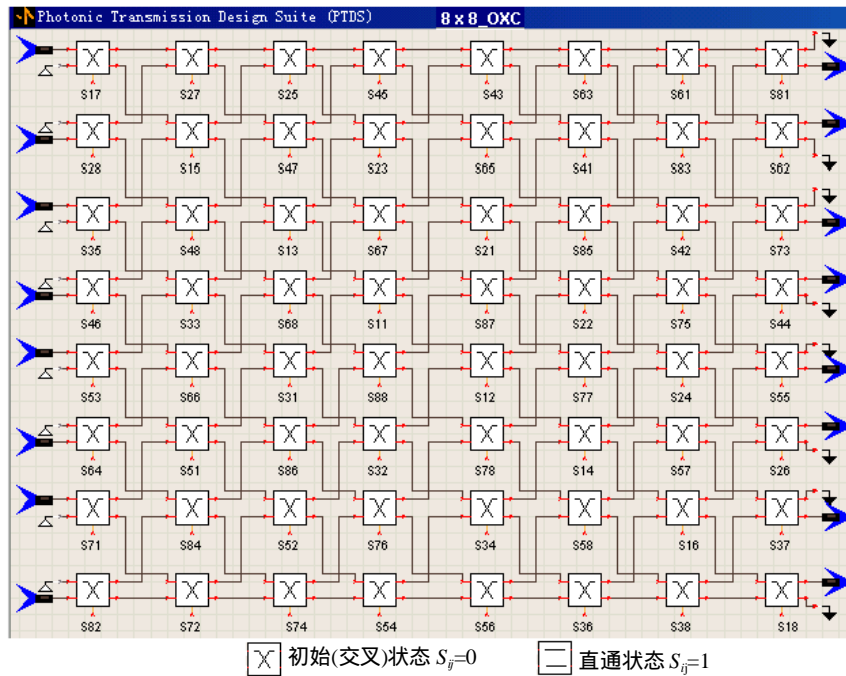 Photonic Transmission Design Suite (PTDS) 8 x 8_OXC
S17 S27 S25 S45 S43 S63 S61 S81
S28 S15 S47 S23 S65 S41 S83 S62
S35 S48 S13 S67 S21 S85 S42 S73
S46 S33 S68 S11 S87 S22 S75 S44
S53 S66 S31 S88 S12 S77 S24 S55
S64 S51 S86 S32 S78 S14 S57 S26
S71 S84 S52 S76 S34 S58 S16 S37
S82 S72 S74 S54 S56 S36 S38 S18
初始(交叉)状态 Sij=0 直通状态 Sij=1